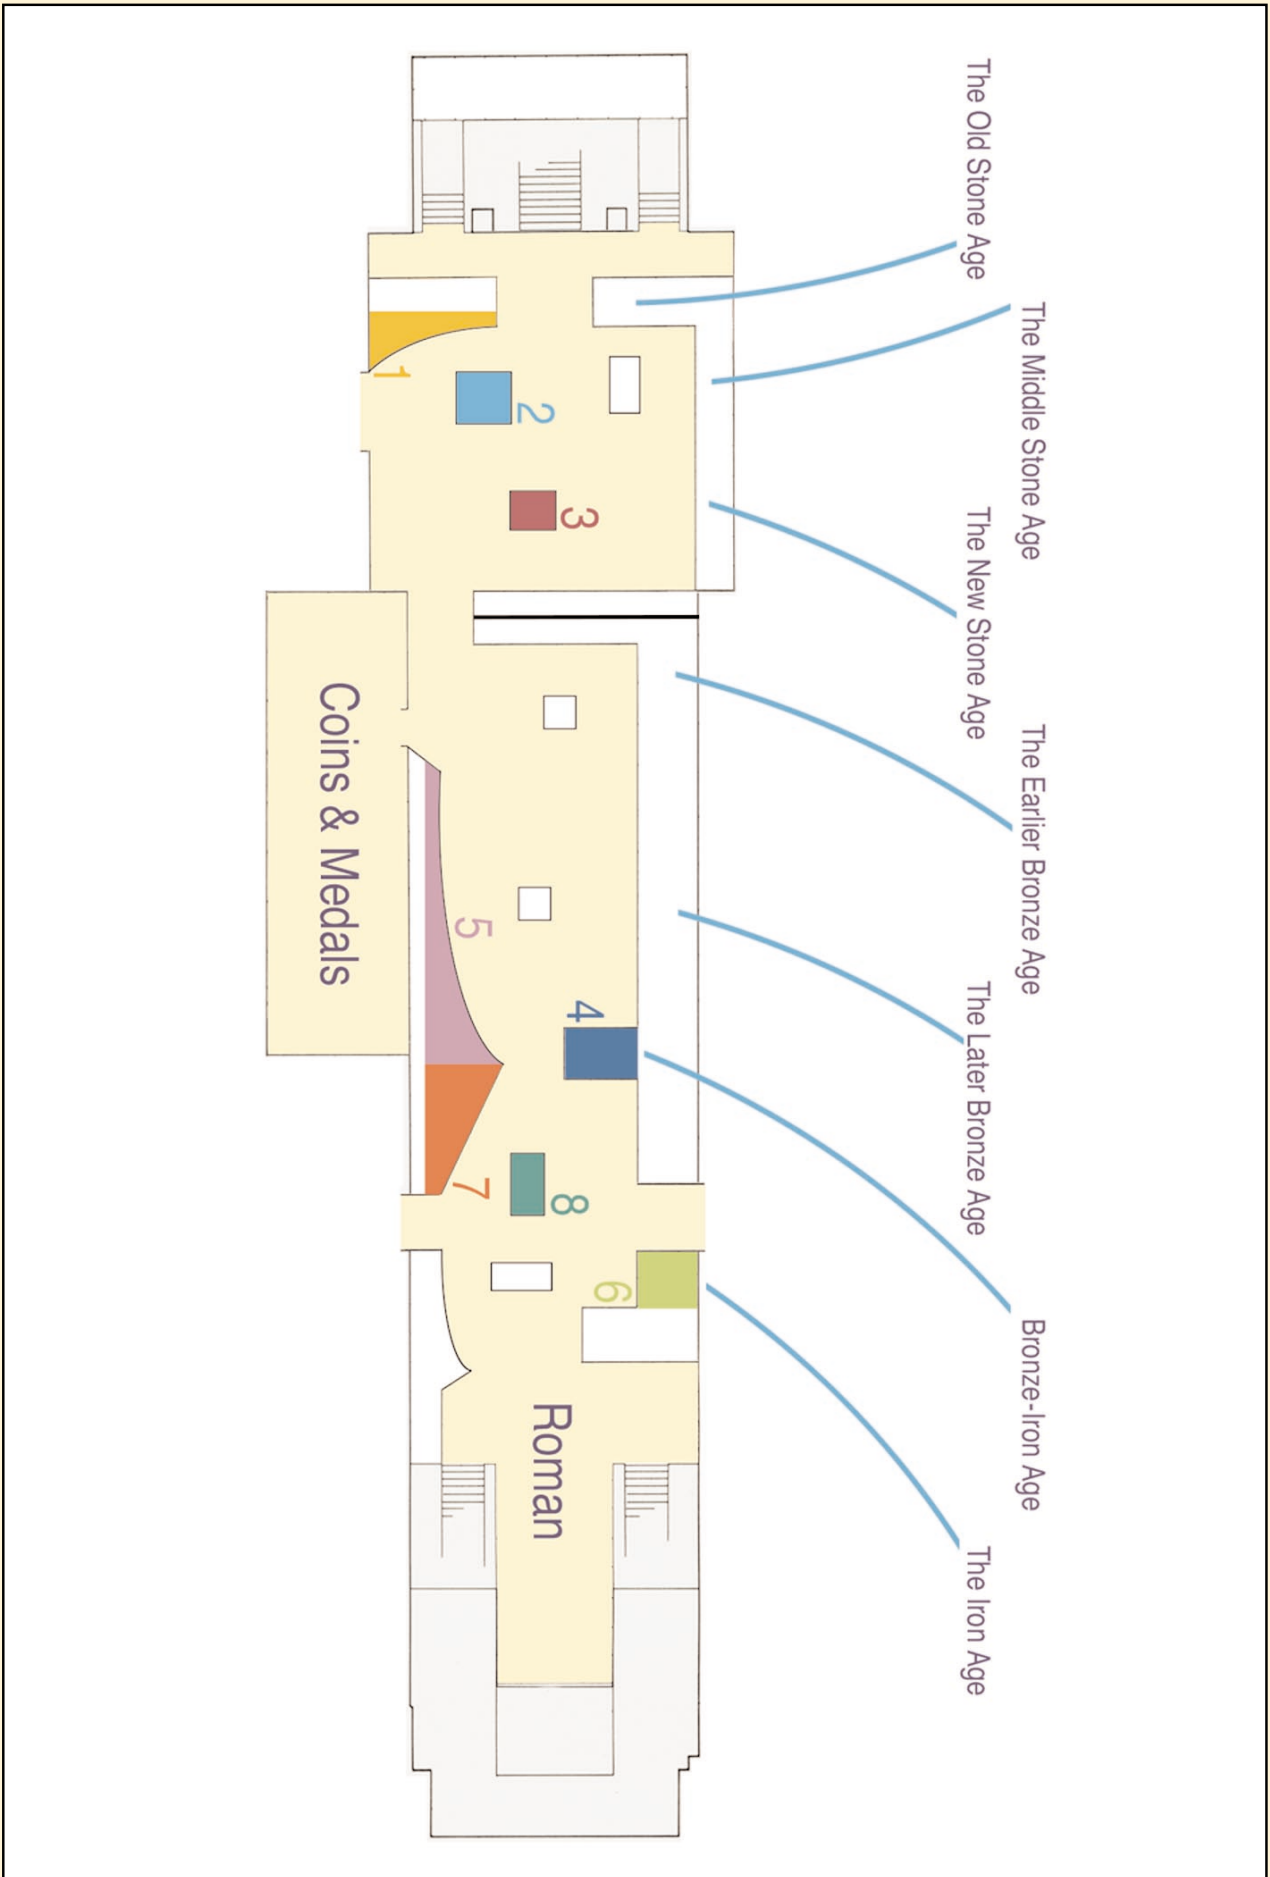 The Old Stone Age
The Middle Stone Age
The New Stone Age
The Earlier Bronze Age
The Later Bronze Age
Bronze-Iron Age
The Iron Age
1
2
3
4
5
6
7
8
Coins & Medals
Roman